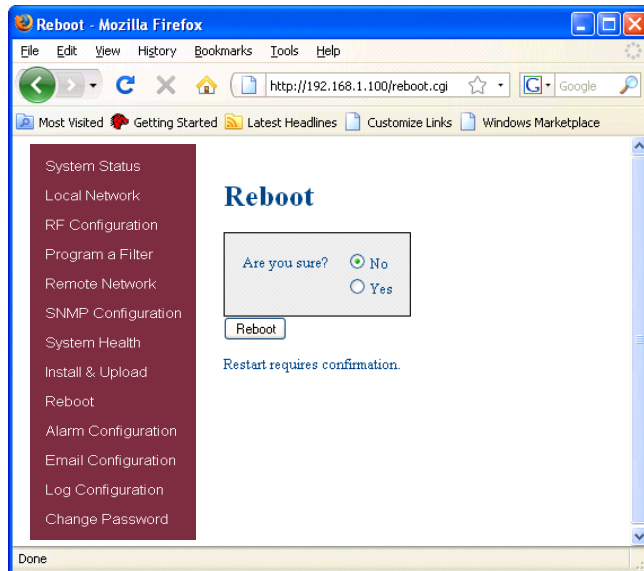 Reboot - Mozilla Firefox
File Edit View History Bookmarks Tools Help
http://192.168.1.100/reboot.cgi
G Google
Most Visited Getting Started Latest Headlines Customize Links Windows Marketplace
System Status
Local Network
RF Configuration
Program a Filter
Remote Network
SNMP Configuration
System Health
Install & Upload
Reboot
Alarm Configuration
Email Configuration
Log Configuration
Change Password
Reboot
Are you sure? No
Yes
Reboot
Restart requires confirmation.
Done